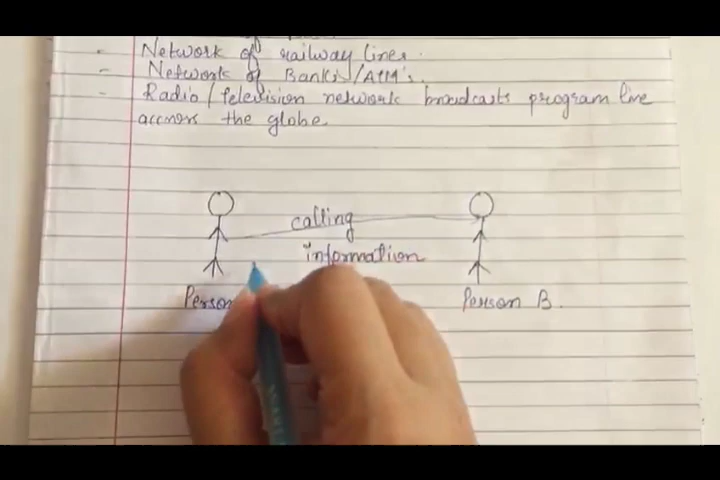 - Network of railway lines.
- Network of Banks/ATM's.
- Radio/Television network broadcasts program live
accross the globe.
calling
information
Person
Person B.